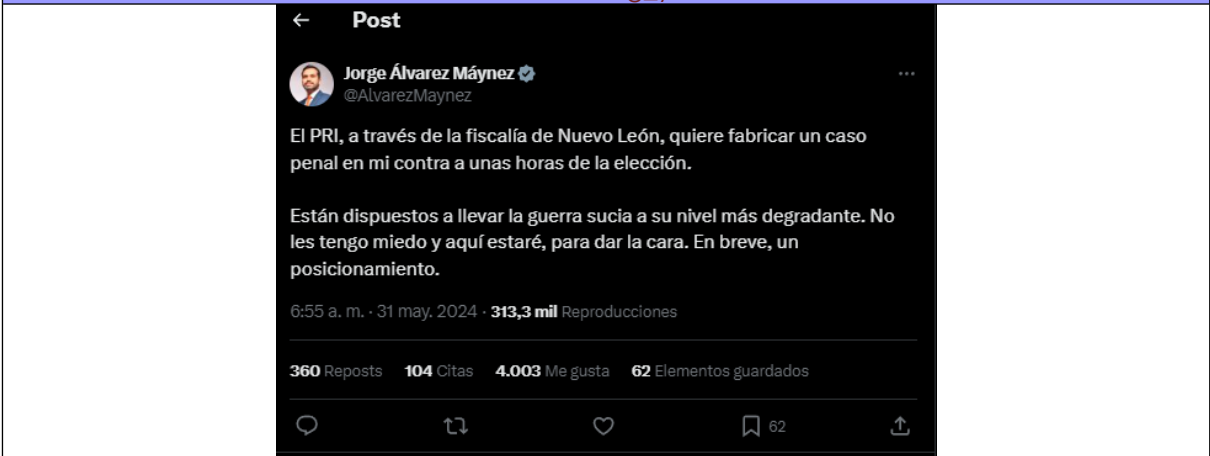 Post
Jorge Álvarez Máynez
@AlvarezMaynez
El PRI, a través de la fiscalía de Nuevo León, quiere fabricar un caso
penal en mi contra a unas horas de la elección.
Están dispuestos a llevar la guerra sucia a su nivel más degradante. No
les tengo miedo y aquí estaré, para dar la cara. En breve, un
posicionamiento.
6:55 a. m. · 31 may. 2024 · 313,3 mil Reproducciones
360 Reposts 104 Citas 4.003 Me gusta 62 Elementos guardados
62